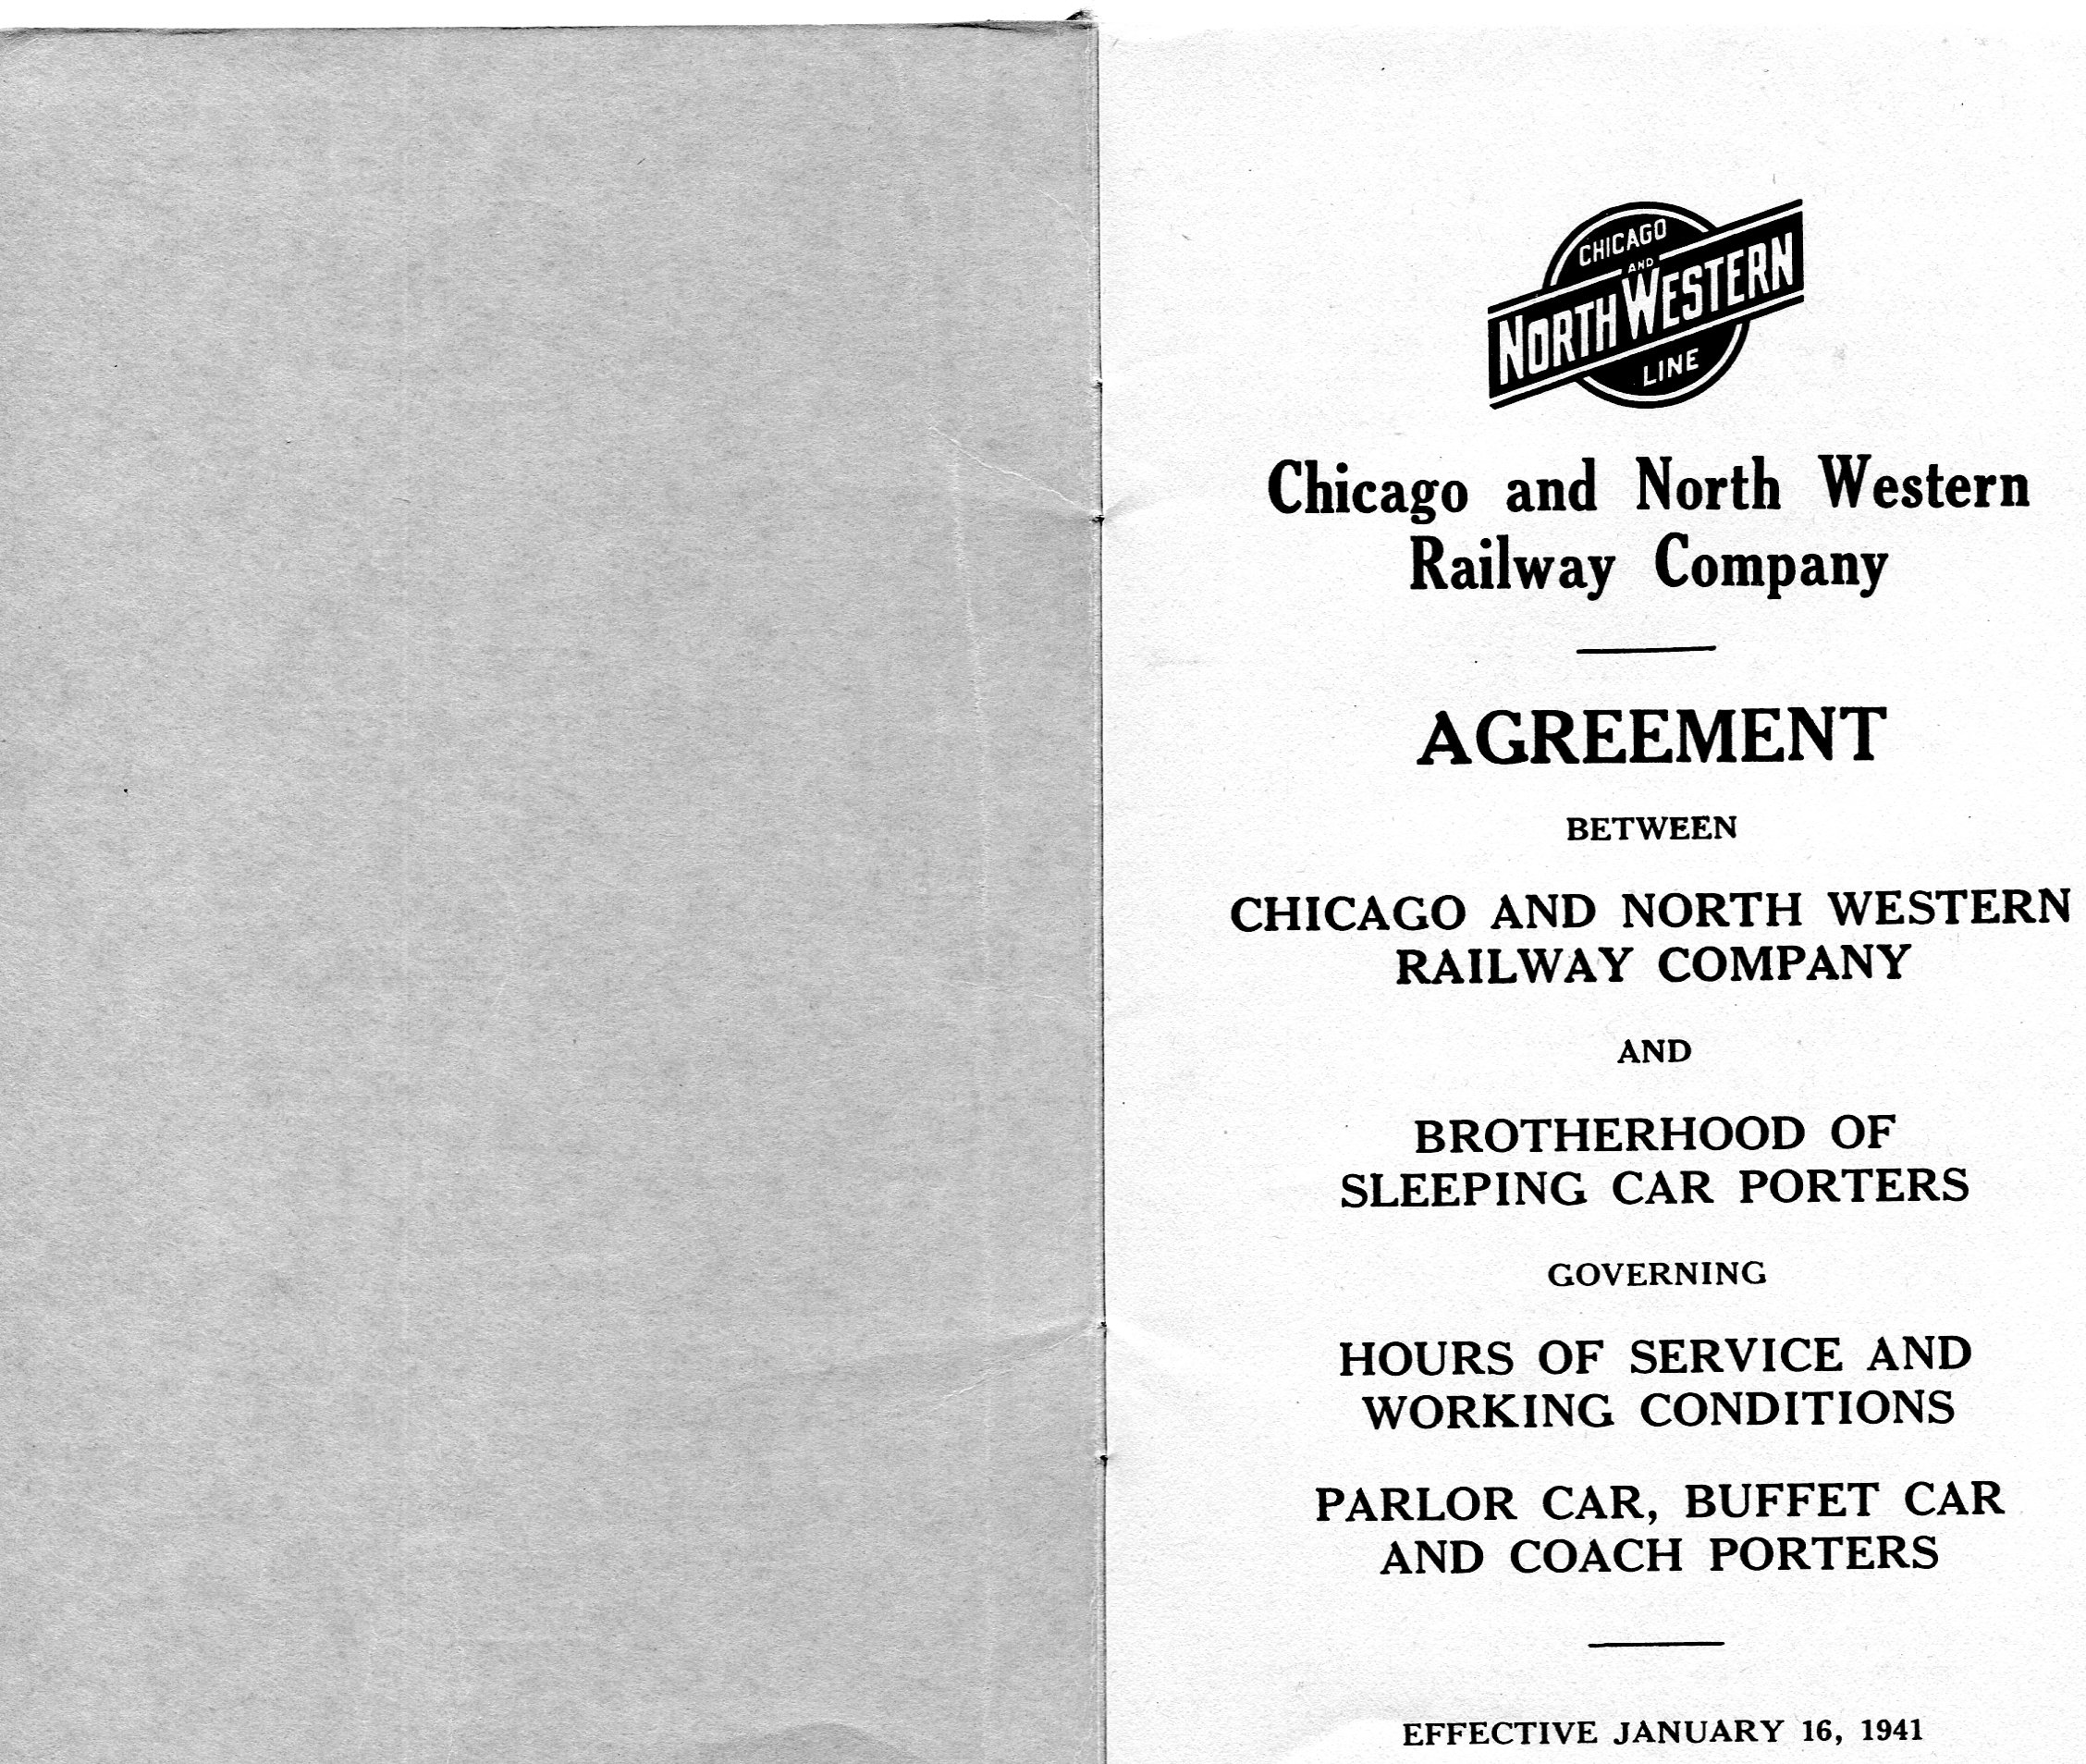 CHICAGO
AND
NORTH WESTERN
LINE
Chicago and North Western
Railway Company
AGREEMENT
BETWEEN
CHICAGO AND NORTH WESTERN
RAILWAY COMPANY
AND
BROTHERHOOD OF
SLEEPING CAR PORTERS
GOVERNING
HOURS OF SERVICE AND
WORKING CONDITIONS
PARLOR CAR, BUFFET CAR
AND COACH PORTERS
EFFECTIVE JANUARY 16, 1941